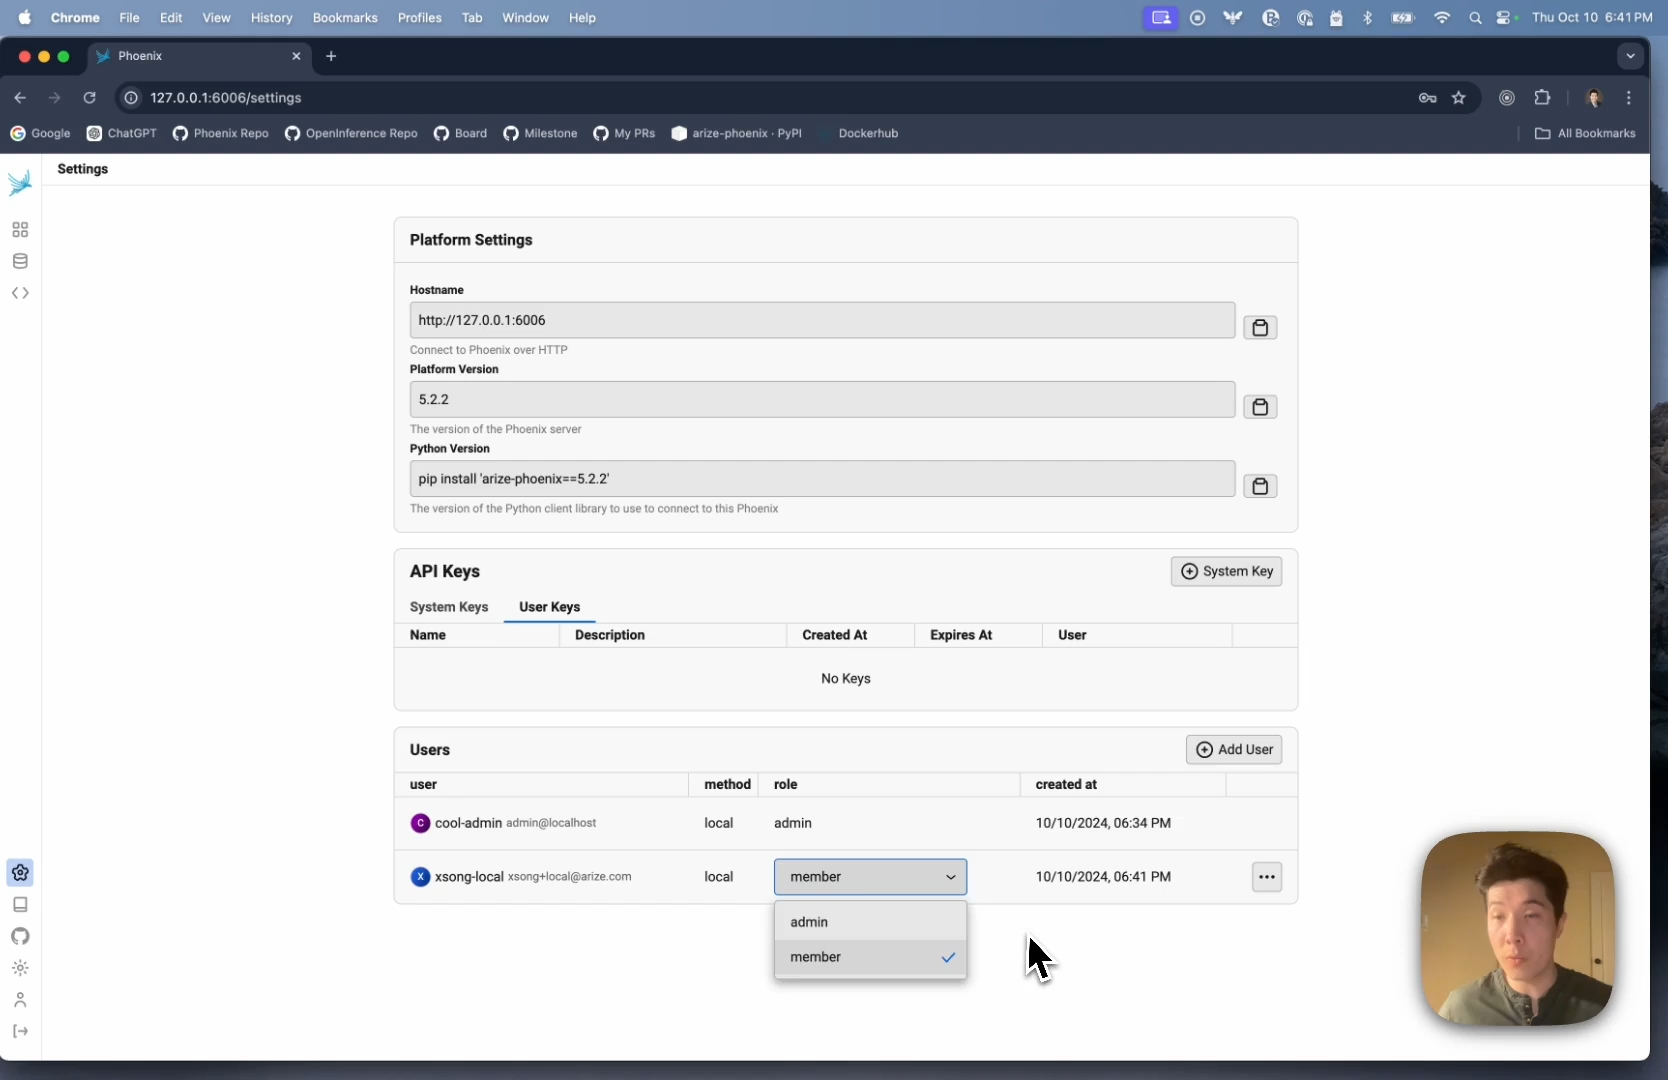 Chrome File Edit View History Bookmarks Profiles Tab Window Help Thu Oct 10 6:41 PM
Phoenix
127.0.0.1:6006/settings
Google ChatGPT Phoenix Repo OpenInference Repo Board Milestone My PRs arize-phoenix · PyPI Dockerhub All Bookmarks
Settings
Platform Settings
Hostname
http://127.0.0.1:6006
Connect to Phoenix over HTTP
Platform Version
5.2.2
The version of the Phoenix server
Python Version
pip install 'arize-phoenix==5.2.2'
The version of the Python client library to use to connect to this Phoenix
API Keys System Key
System Keys User Keys
Name Description Created At Expires At User
No Keys
Users Add User
user method role created at
C cool-admin admin@localhost local admin 10/10/2024, 06:34 PM
X xsong-local xsong+local@arize.com local member 10/10/2024, 06:41 PM
admin
member